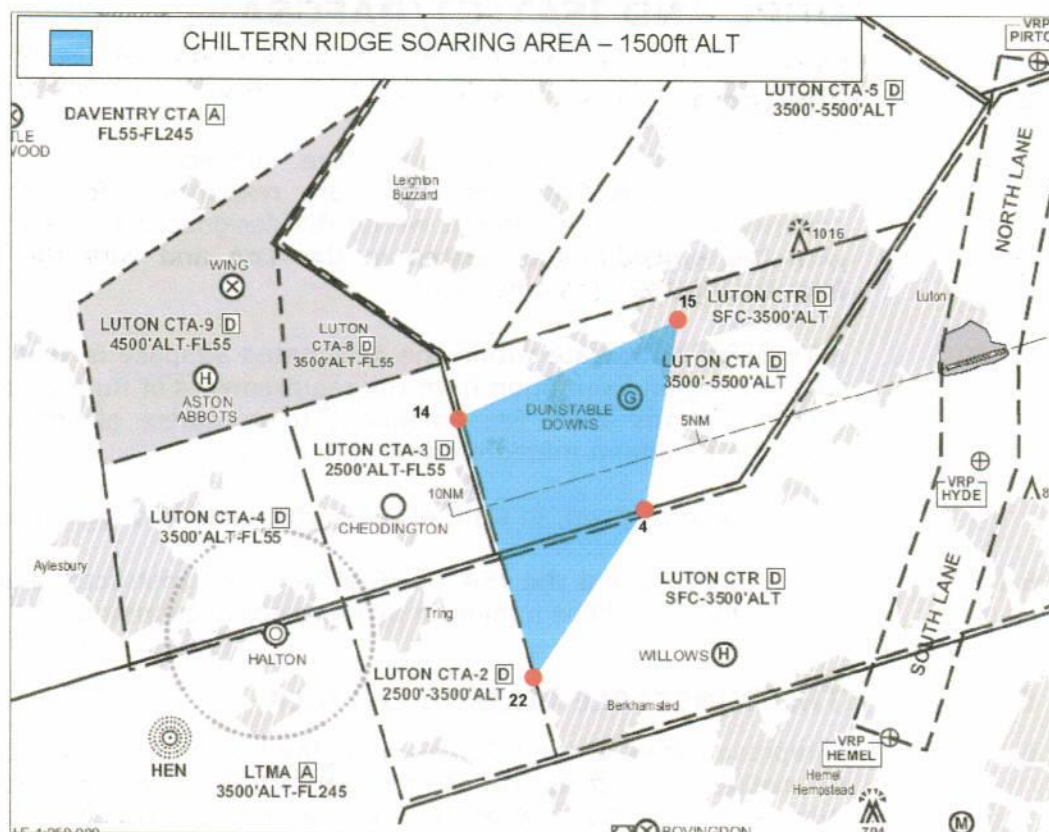 CHILTERN RIDGE SOARING AREA – 1500ft ALT
VRP
PIRTO
DAVENTRY CTA A
FL55-FL245
LUTON CTA-5 D
3500'-5500'ALT
TLE
WOOD
Leighton
Buzzard
NORTH LANE
1016
WING
15
LUTON CTR D
SFC-3500'ALT
Luton
LUTON CTA-9 D
4500'ALT-FL55
LUTON
CTA-8 D
3500'ALT-FL55
LUTON CTA D
3500'-5500'ALT
H
ASTON
ABBOTS
14
DUNSTABLE
DOWNS
G
5NM
LUTON CTA-3 D
2500'ALT-FL55
10NM
CHEDDINGTON
VRP
HYDE
8
LUTON CTA-4 D
3500'ALT-FL55
4
Aylesbury
LUTON CTR D
SFC-3500'ALT
Tring
HALTON
WILLOWS H
SOUTH LANE
LUTON CTA-2 D
2500'-3500'ALT
22
Berkhamsted
HEN
VRP
HEMEL
LTMA A
3500'ALT-FL245
Hemel
Hempstead
BOVINGDON
M